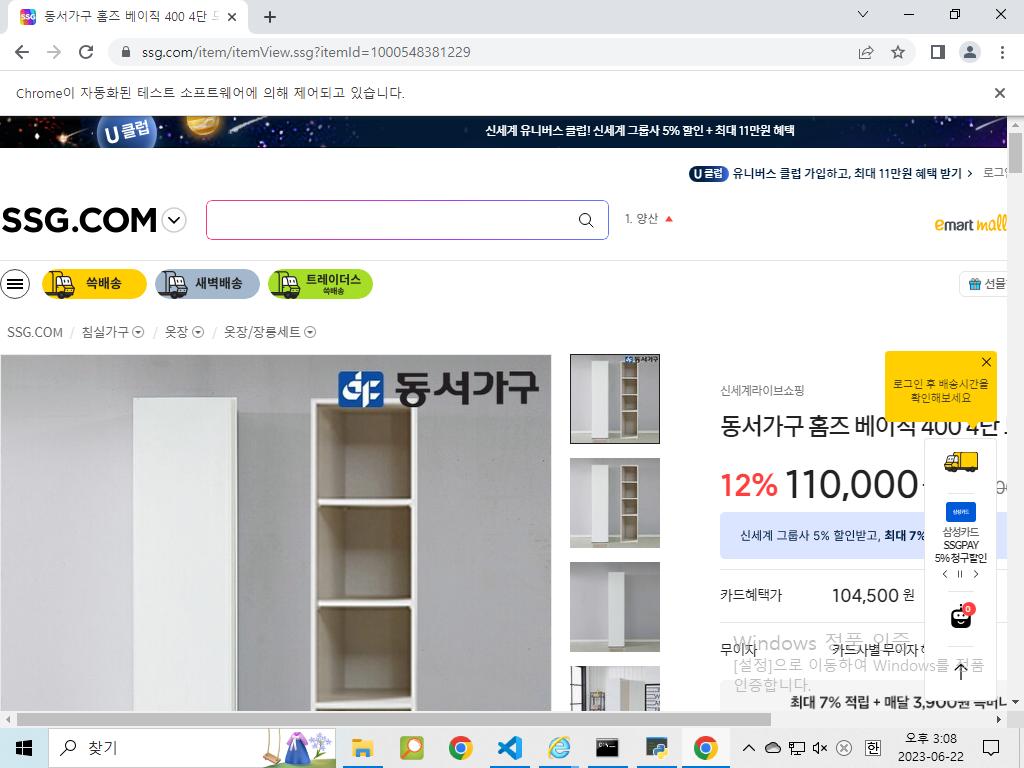 동서가구 홈즈 베이직 400 4단
ssg.com/item/itemView.ssg?itemId=1000548381229
Chrome이 자동화된 테스트 소프트웨어에 의해 제어되고 있습니다.
U 클럽
신세계 유니버스 클럽! 신세계 그룹사 5% 할인 + 최대 11만원 혜택
U 클럽 유니버스 클럽 가입하고, 최대 11만원 혜택 받기 > 로그인
SSG.COM
1. 양산
emart mall
쓱배송
새벽배송
트레이더스
쓱배송
선물
SSG.COM / 침실가구 / 옷장 / 옷장/장롱세트
동서가구
동서가구
로그인 후 배송시간을
확인해보세요
신세계라이브쇼핑
동서가구 홈즈 베이직 400 4단
12% 110,000
신세계 그룹사 5% 할인받고, 최대 7%
삼성카드
삼성카드
SSGPAY
5% 청구할인
카드혜택가 104,500 원
0
무이자 카드사별 무이자
Windows 정품 인증
[설정]으로 이동하여 Windows를 정품
인증합니다.
최대 7% 적립 + 매달 3,900원
찾기
오후 3:08
한
2023-06-22